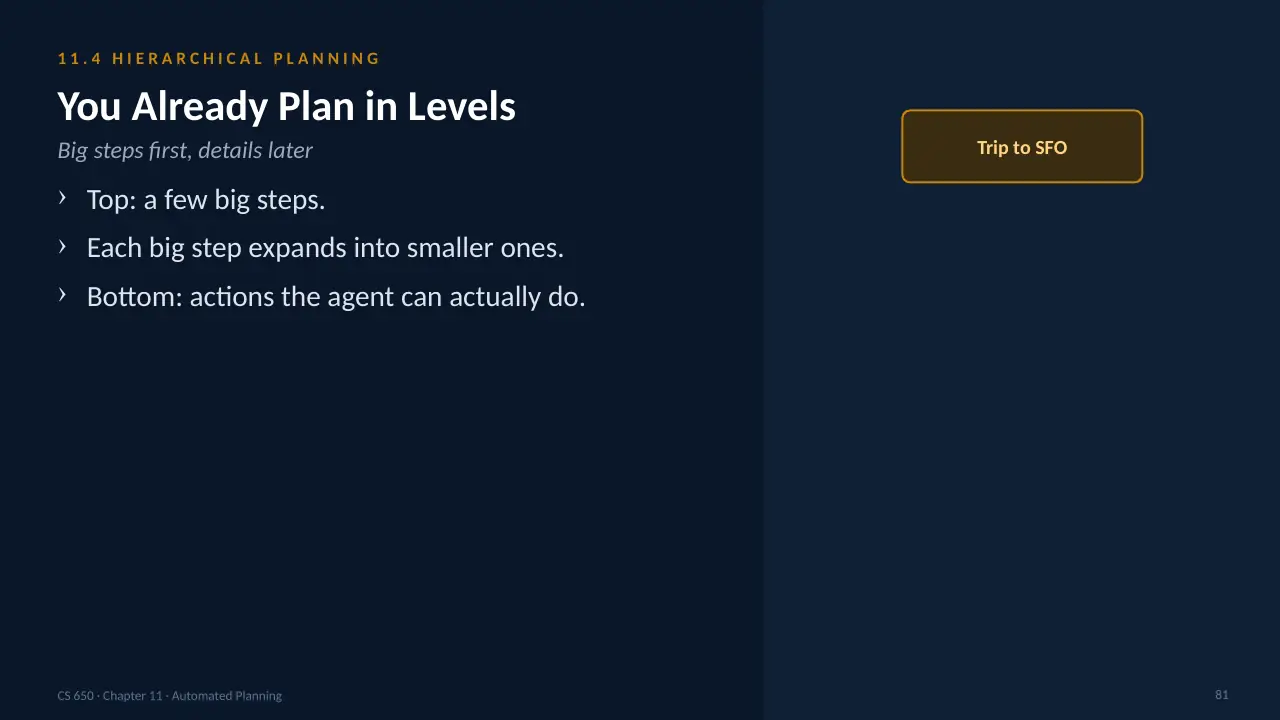 11.4 HIERARCHICAL PLANNING
You Already Plan in Levels
Big steps first, details later
› Top: a few big steps.
› Each big step expands into smaller ones.
› Bottom: actions the agent can actually do.
Trip to SFO
CS 650 · Chapter 11 · Automated Planning
81